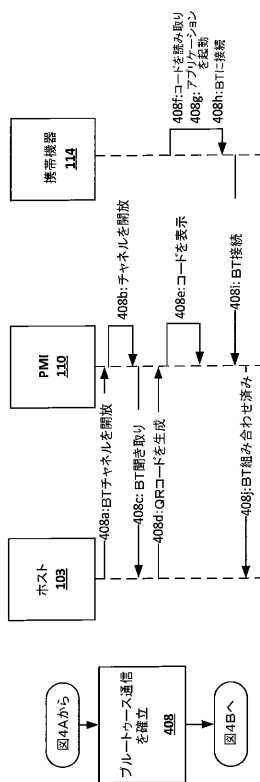 図4Aから
ブルートゥース通信
を確立
408
図4Bへ
ホスト
103
PMI
110
携帯機器
114
408a:BTチャネルを開放
408b:チャネルを開放
408c:BT聞き取り
408d:QRコードを生成
408e:コードを表示
408f:コードを読み取り
408g:アプリケーション
を起動
408h:BTに接続
408i:BT接続
408j:BT組み合わせ済み